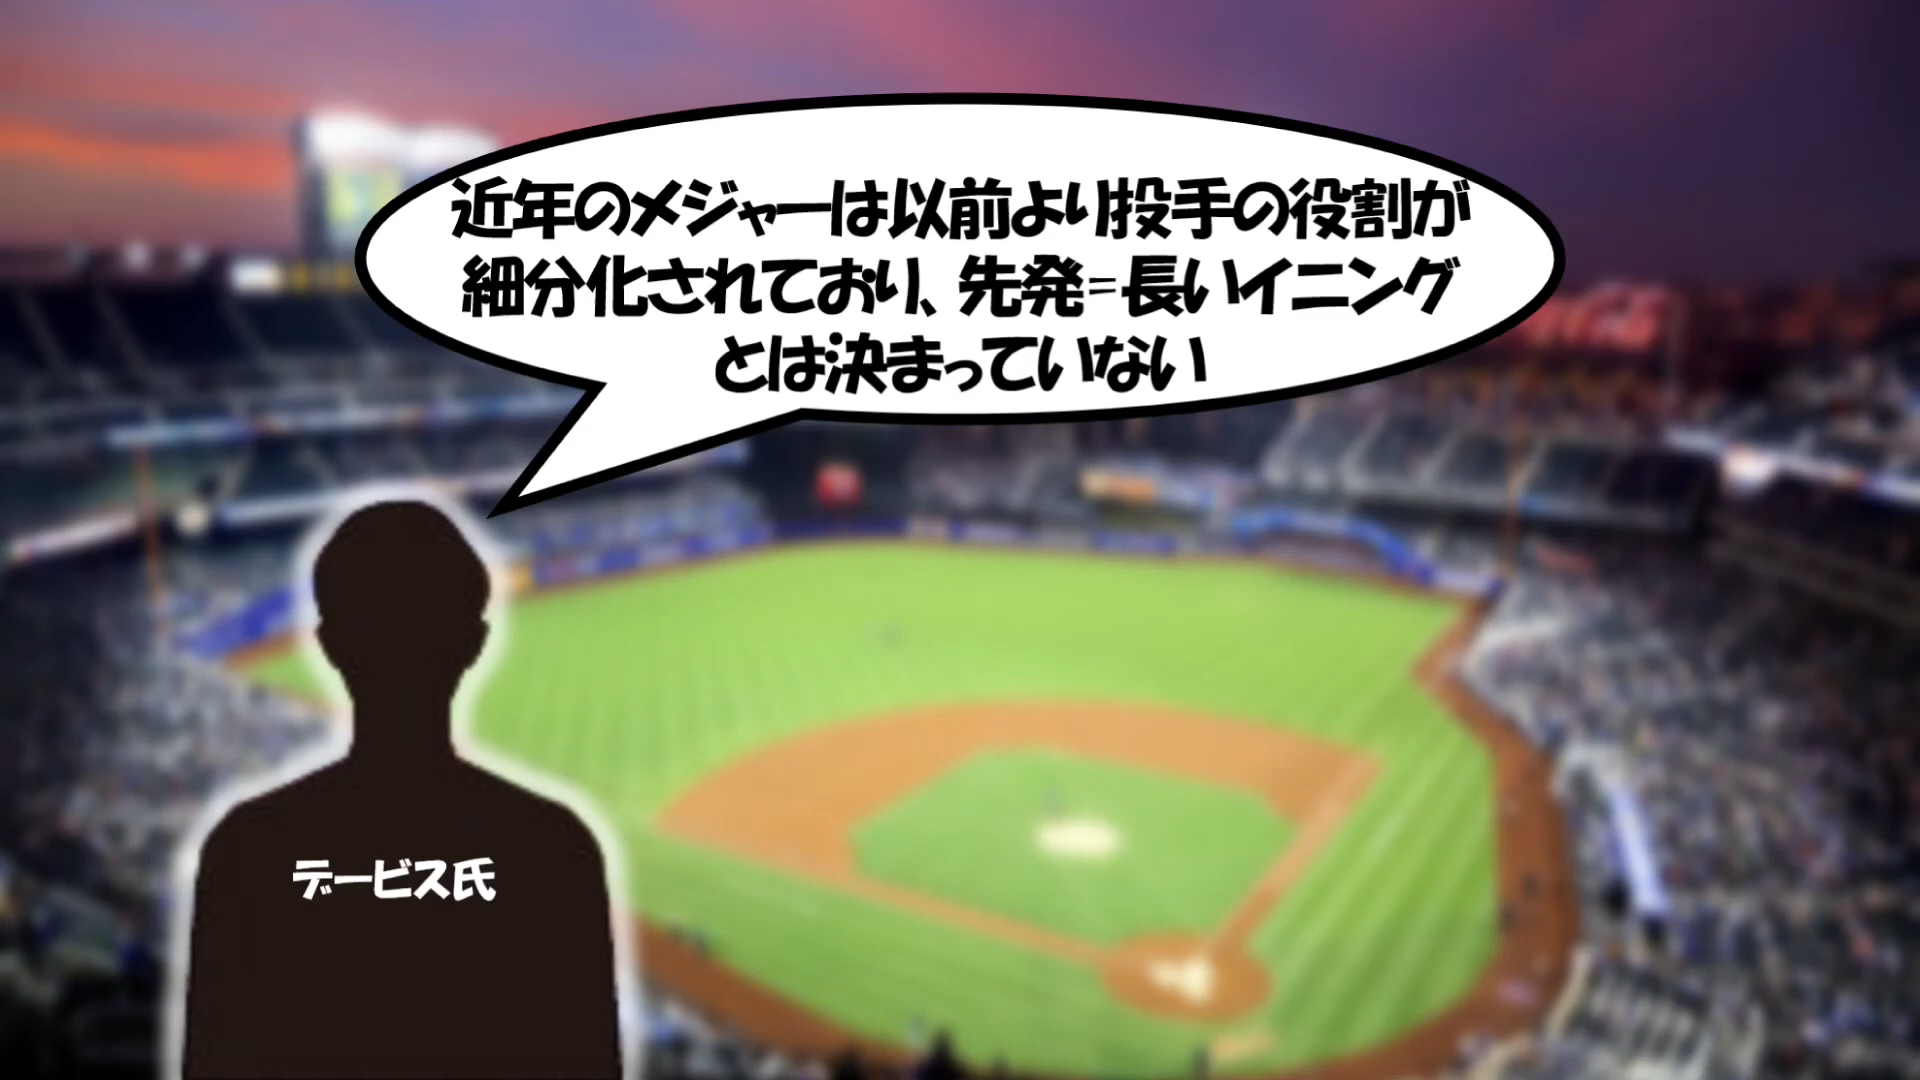 近年のメジャーは以前より投手の役割が
細分化されており、先発=長いイニング
とは決まっていない
デービス氏